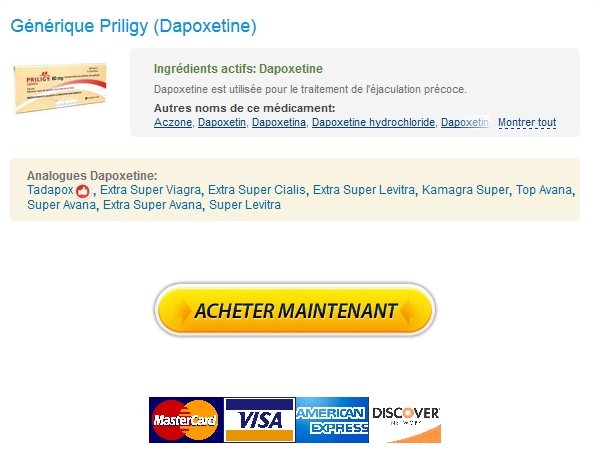 Générique Priligy (Dapoxetine)
PRILIGY 60 mg
Ingrédients actifs: Dapoxetine
Dapoxetine est utilisée pour le traitement de l'éjaculation précoce.
Autres noms de ce médicament:
Aczone, Dapoxetin, Dapoxetina, Dapoxetine hydrochloride, Dapoxetin Montrer tout
Analogues Dapoxetine:
Tadapox , Extra Super Viagra, Extra Super Cialis, Extra Super Levitra, Kamagra Super, Top Avana,
Super Avana, Extra Super Avana, Super Levitra
ACHETER MAINTENANT
MasterCard VISA AMERICAN EXPRESS DISCOVER NETWORK